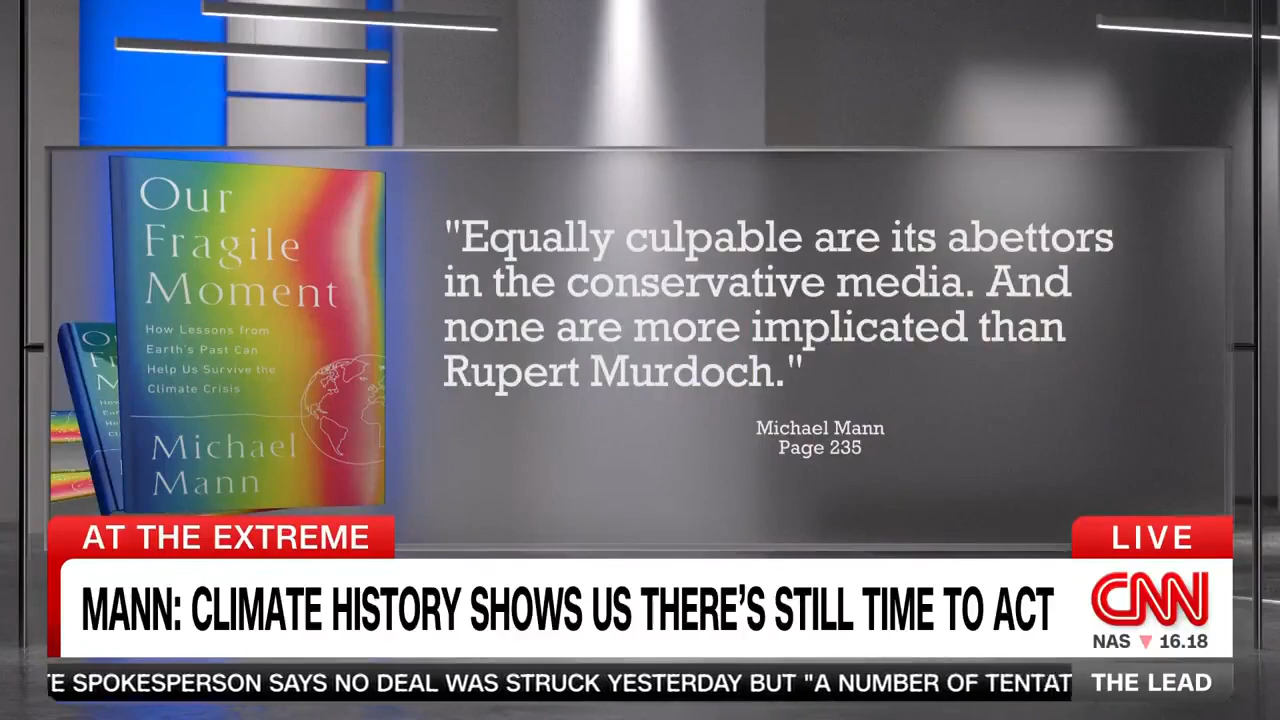 Our
Fragile
Moment
How Lessons from
Earth's Past Can
Help Us Survive the
Climate Crisis
Michael
Mann
"Equally culpable are its abettors
in the conservative media. And
none are more implicated than
Rupert Murdoch."
Michael Mann
Page 235
AT THE EXTREME
LIVE
MANN: CLIMATE HISTORY SHOWS US THERE'S STILL TIME TO ACT
CNN
NAS ▼ 16.18
E SPOKESPERSON SAYS NO DEAL WAS STRUCK YESTERDAY BUT "A NUMBER OF TENTAT
THE LEAD